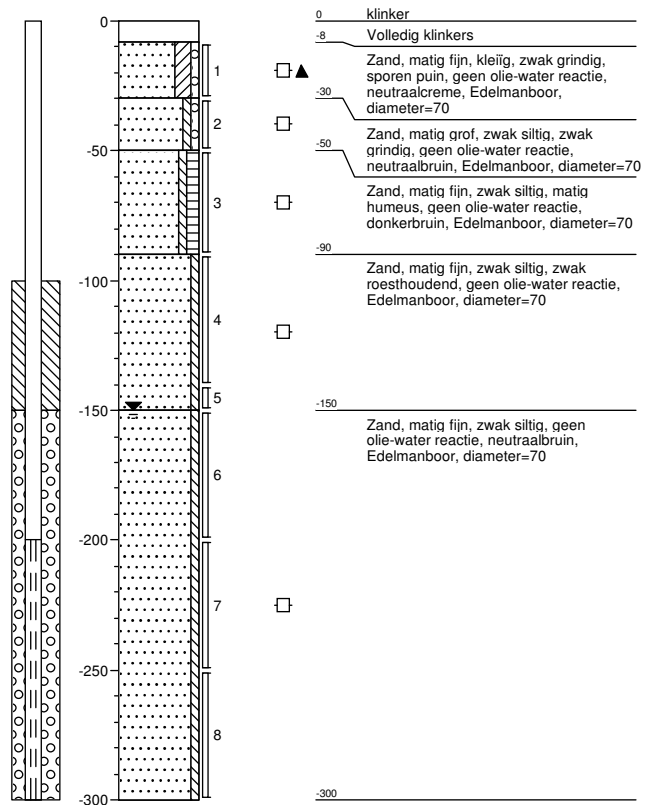 0
-50
-100
-150
-200
-250
-300
1
2
3
4
5
6
7
8
0
klinker
-8
Volledig klinkers
Zand, matig fijn, kleiïg, zwak grindig,
sporen puin, geen olie-water reactie,
neutraalcreme, Edelmanboor,
diameter=70
-30
Zand, matig grof, zwak siltig, zwak
grindig, geen olie-water reactie,
neutraalbruin, Edelmanboor, diameter=70
-50
Zand, matig fijn, zwak siltig, matig
humeus, geen olie-water reactie,
donkerbruin, Edelmanboor, diameter=70
-90
Zand, matig fijn, zwak siltig, zwak
roesthoudend, geen olie-water reactie,
Edelmanboor, diameter=70
-150
Zand, matig fijn, zwak siltig, geen
olie-water reactie, neutraalbruin,
Edelmanboor, diameter=70
-300